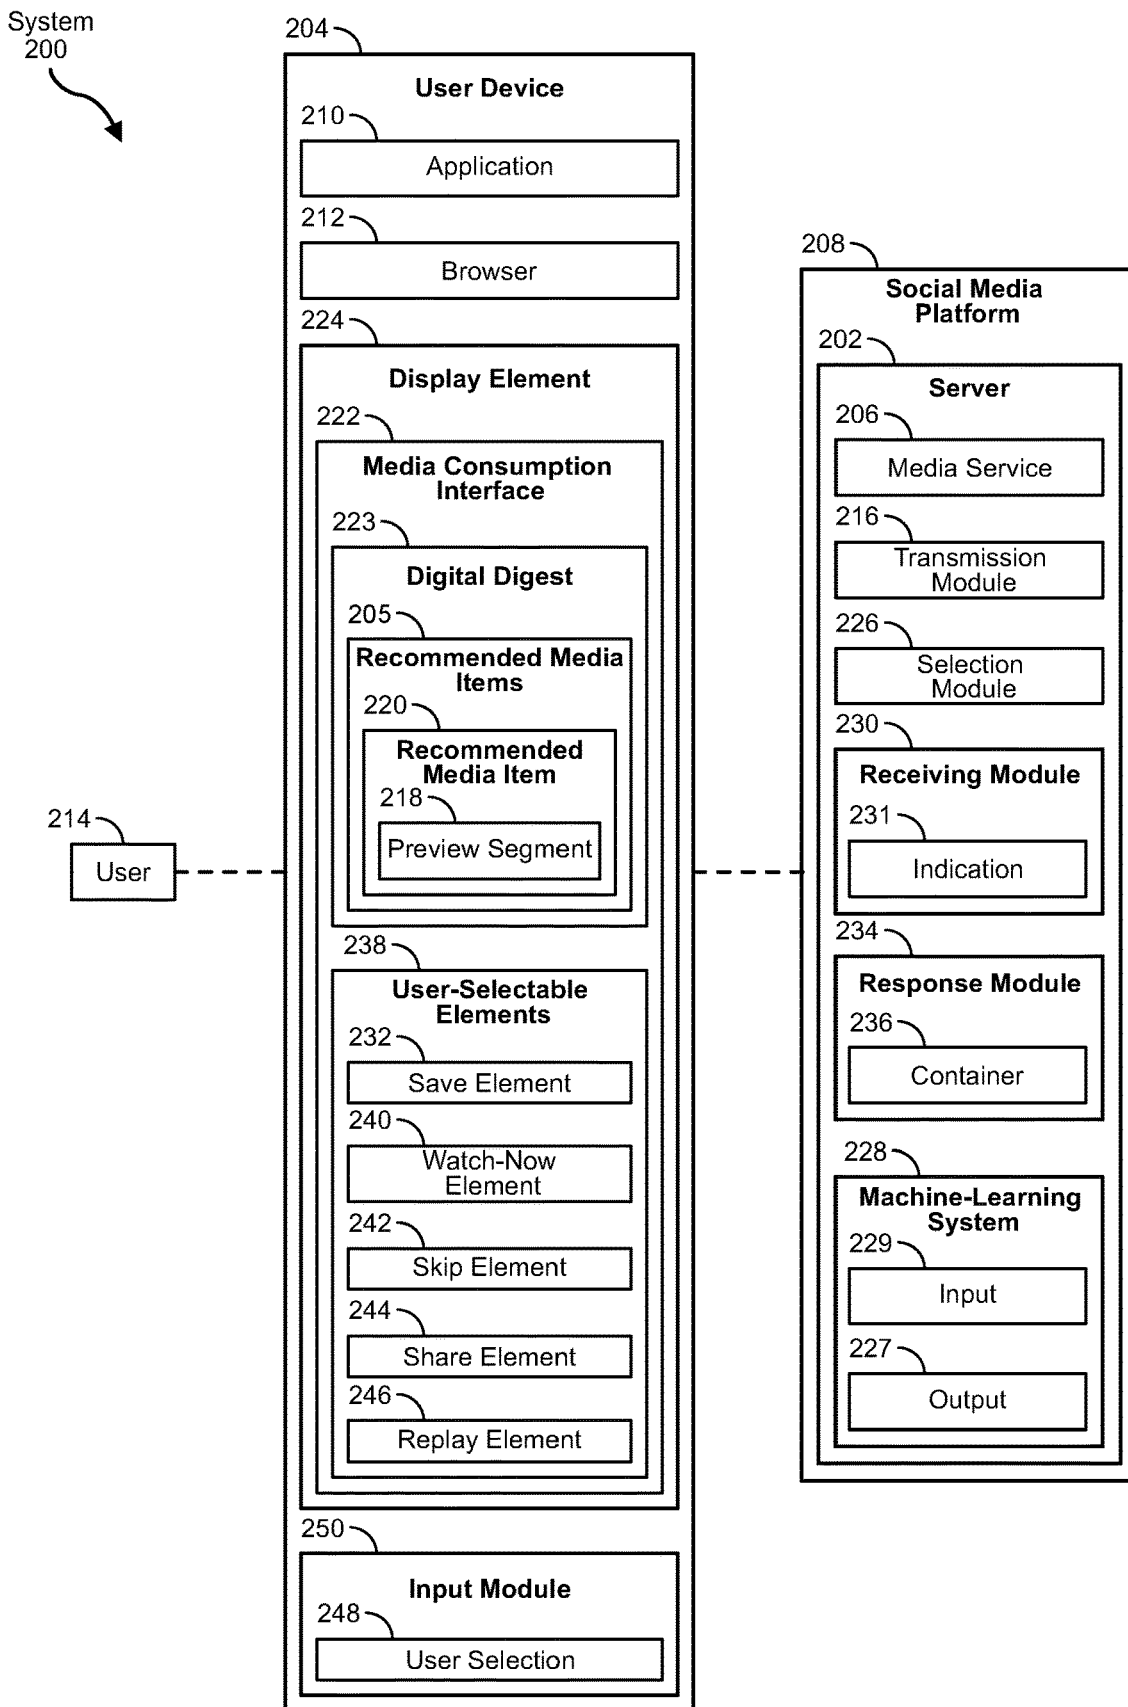 System
200
204
User Device
210
Application
212
Browser
224
Display Element
222
Media Consumption
Interface
223
Digital Digest
205
Recommended Media
Items
220
Recommended
Media Item
218
Preview Segment
214
User
238
User-Selectable
Elements
232
Save Element
240
Watch-Now
Element
242
Skip Element
244
Share Element
246
Replay Element
250
Input Module
248
User Selection
208
Social Media
Platform
202
Server
206
Media Service
216
Transmission
Module
226
Selection
Module
230
Receiving Module
231
Indication
234
Response Module
236
Container
228
Machine-Learning
System
229
Input
227
Output